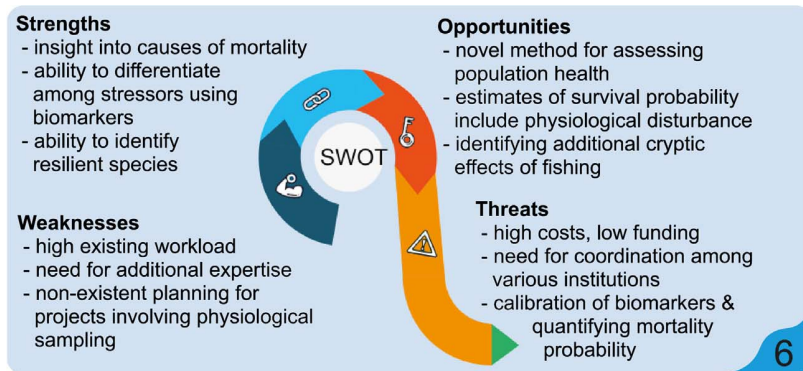 Strengths
- insight into causes of mortality
- ability to differentiate
among stressors using
biomarkers
- ability to identify
resilient species
Weaknesses
- high existing workload
- need for additional expertise
- non-existent planning for
projects involving physiological
sampling
SWOT
Opportunities
- novel method for assessing
population health
- estimates of survival probability
include physiological disturbance
- identifying additional cryptic
effects of fishing
Threats
- high costs, low funding
- need for coordination among
various institutions
- calibration of biomarkers &
quantifying mortality
probability
6